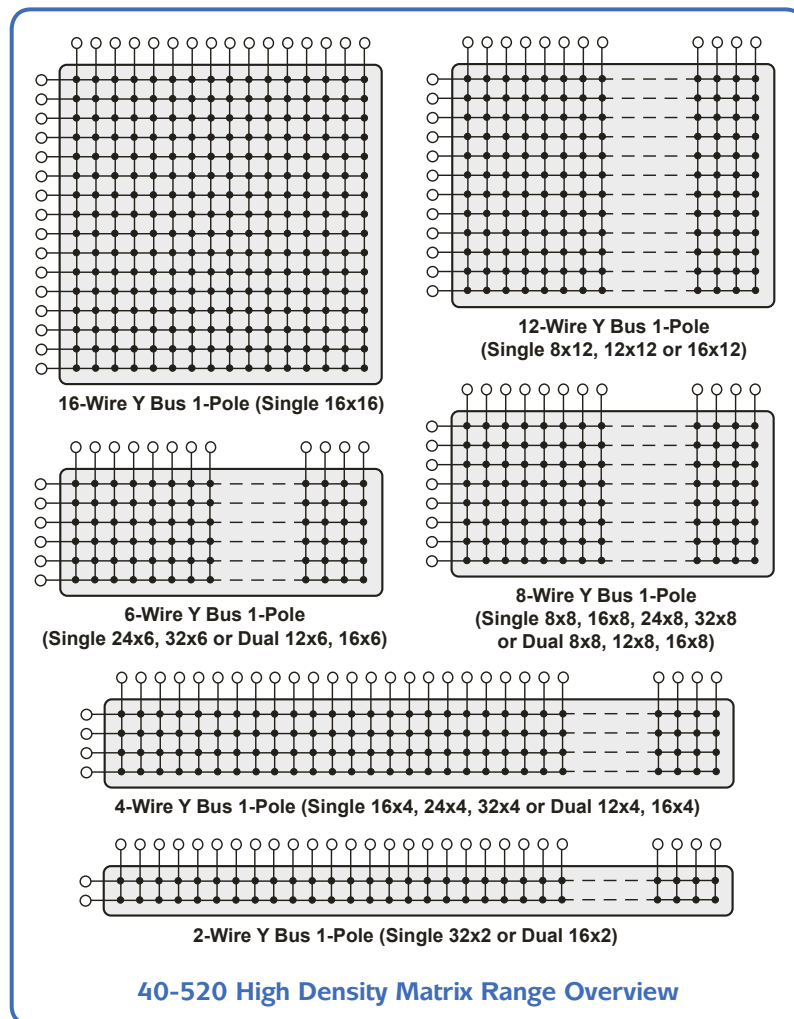 16-Wire Y Bus 1-Pole (Single 16x16)
12-Wire Y Bus 1-Pole
(Single 8x12, 12x12 or 16x12)
6-Wire Y Bus 1-Pole
(Single 24x6, 32x6 or Dual 12x6, 16x6)
8-Wire Y Bus 1-Pole
(Single 8x8, 16x8, 24x8, 32x8
or Dual 8x8, 12x8, 16x8)
4-Wire Y Bus 1-Pole (Single 16x4, 24x4, 32x4 or Dual 12x4, 16x4)
2-Wire Y Bus 1-Pole (Single 32x2 or Dual 16x2)
40-520 High Density Matrix Range Overview